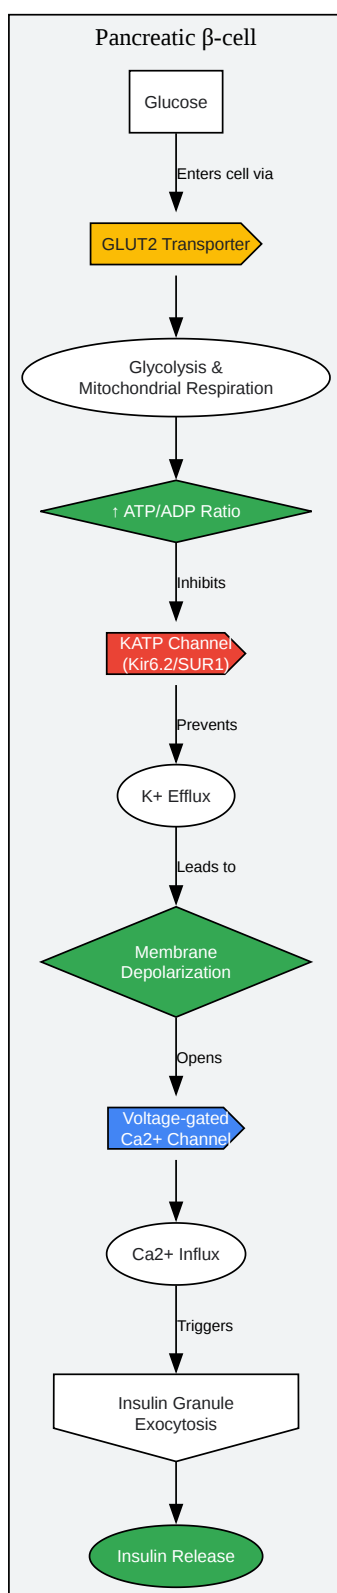 Pancreatic β-cell
Glucose
Enters cell via
GLUT2 Transporter
Glycolysis &
Mitochondrial Respiration
↑ ATP/ADP Ratio
Inhibits
KATP Channel
(Kir6.2/SUR1)
Prevents
K+ Efflux
Leads to
Membrane
Depolarization
Opens
Voltage-gated
Ca2+ Channel
Ca2+ Influx
Triggers
Insulin Granule
Exocytosis
Insulin Release